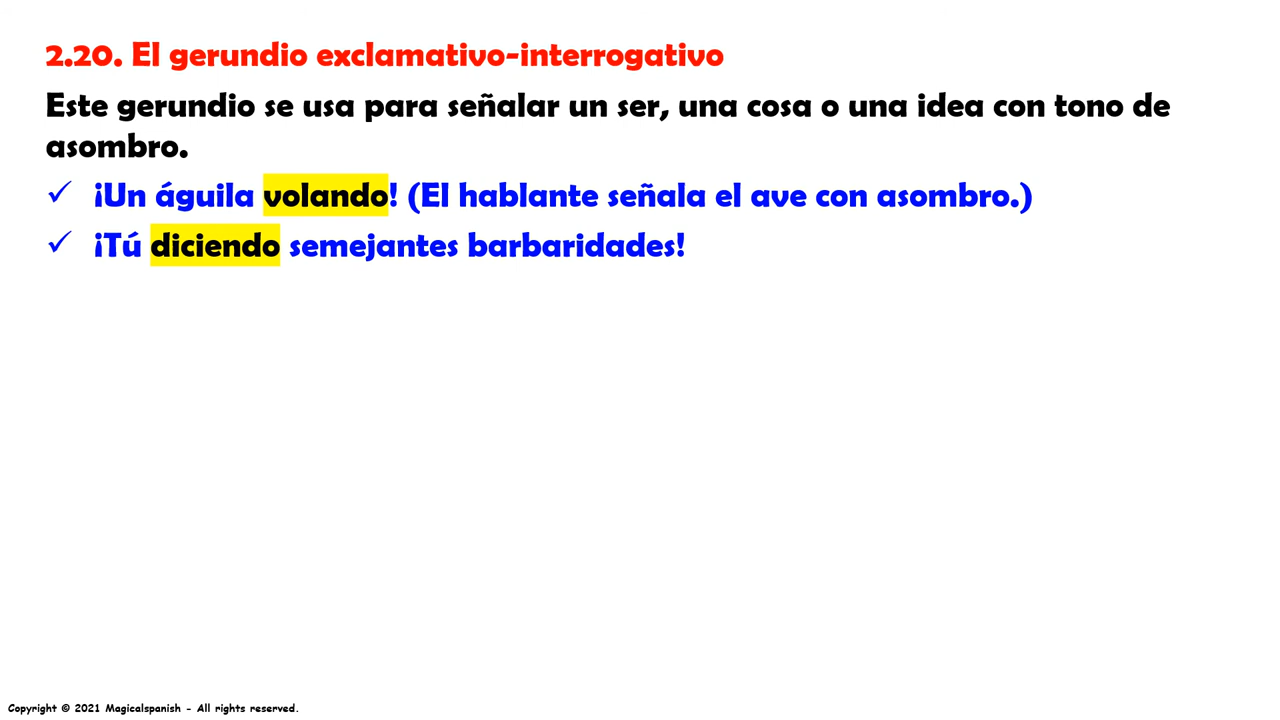 2.20. El gerundio exclamativo-interrogativo
Este gerundio se usa para señalar un ser, una cosa o una idea con tono de
asombro.
✓ ¡Un águila volando! (El hablante señala el ave con asombro.)
✓ ¡Tú diciendo semejantes barbaridades!
Copyright © 2021 Magicalspanish - All rights reserved.